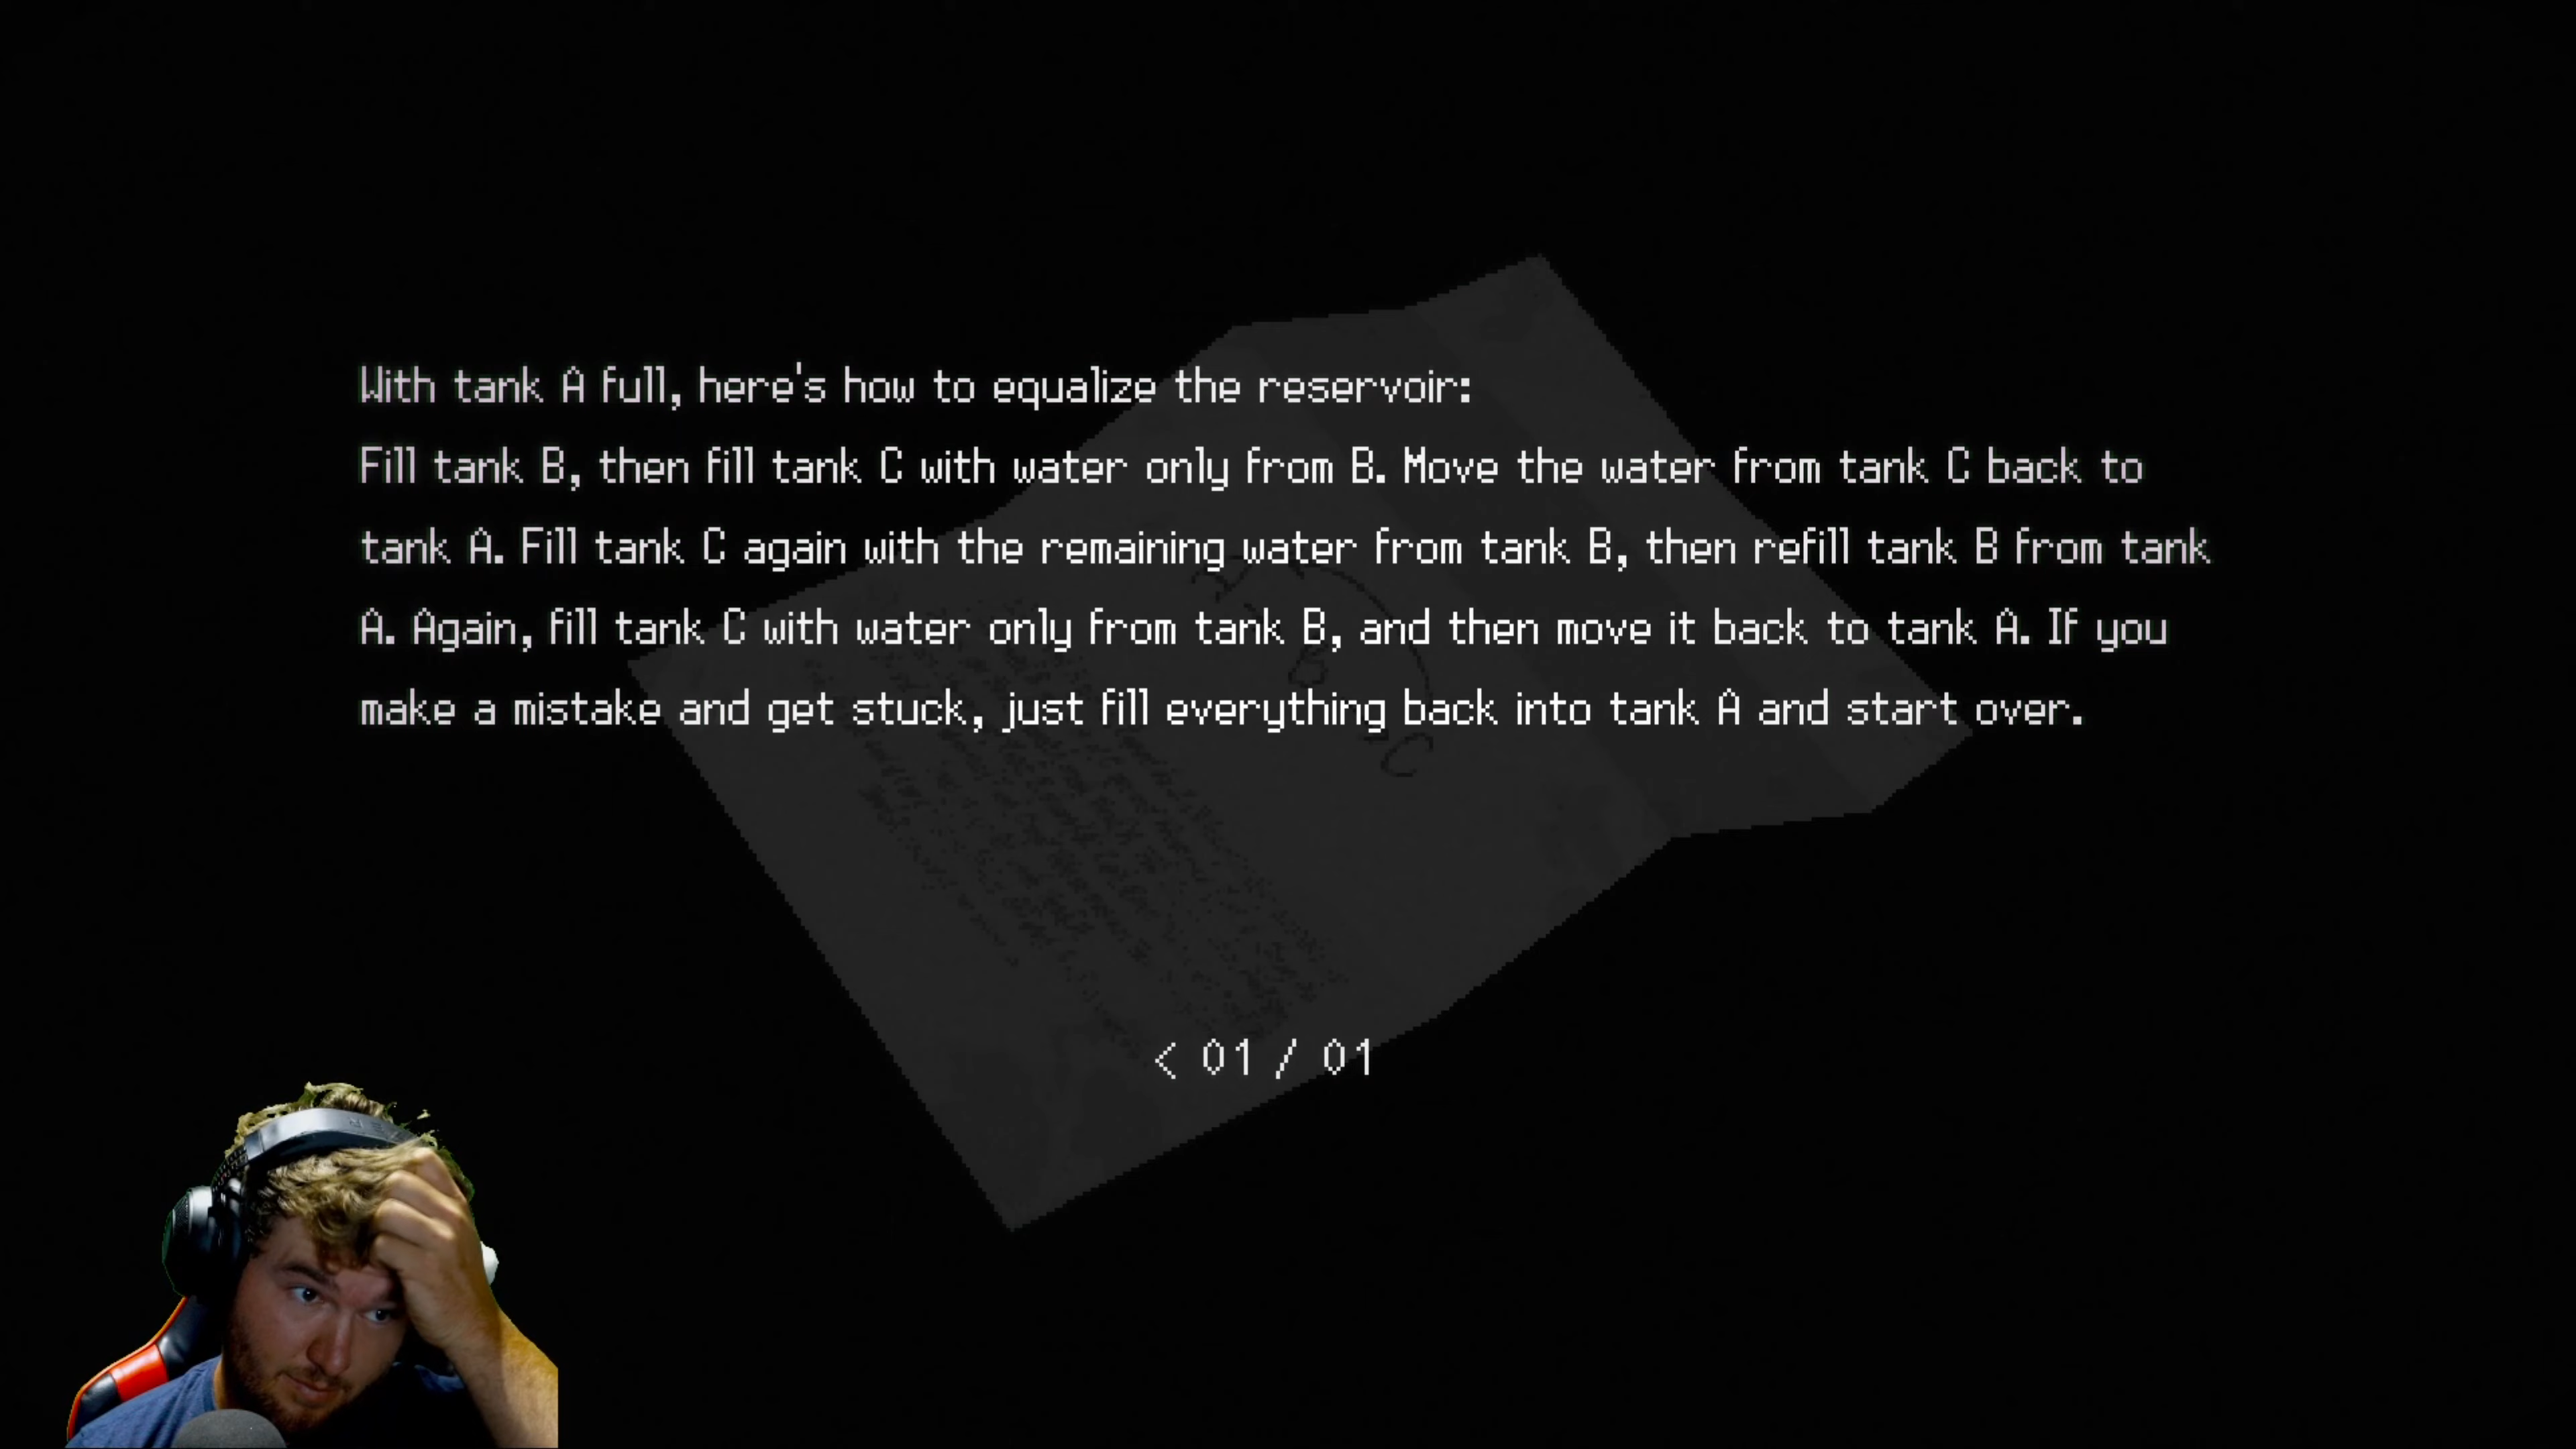 With tank A full, here's how to equalize the reservoir:
Fill tank B, then fill tank C with water only from B. Move the water from tank C back to
tank A. Fill tank C again with the remaining water from tank B, then refill tank B from tank
A. Again, fill tank C with water only from tank B, and then move it back to tank A. If you
make a mistake and get stuck, just fill everything back into tank A and start over.
A
B
C
< 01 / 01